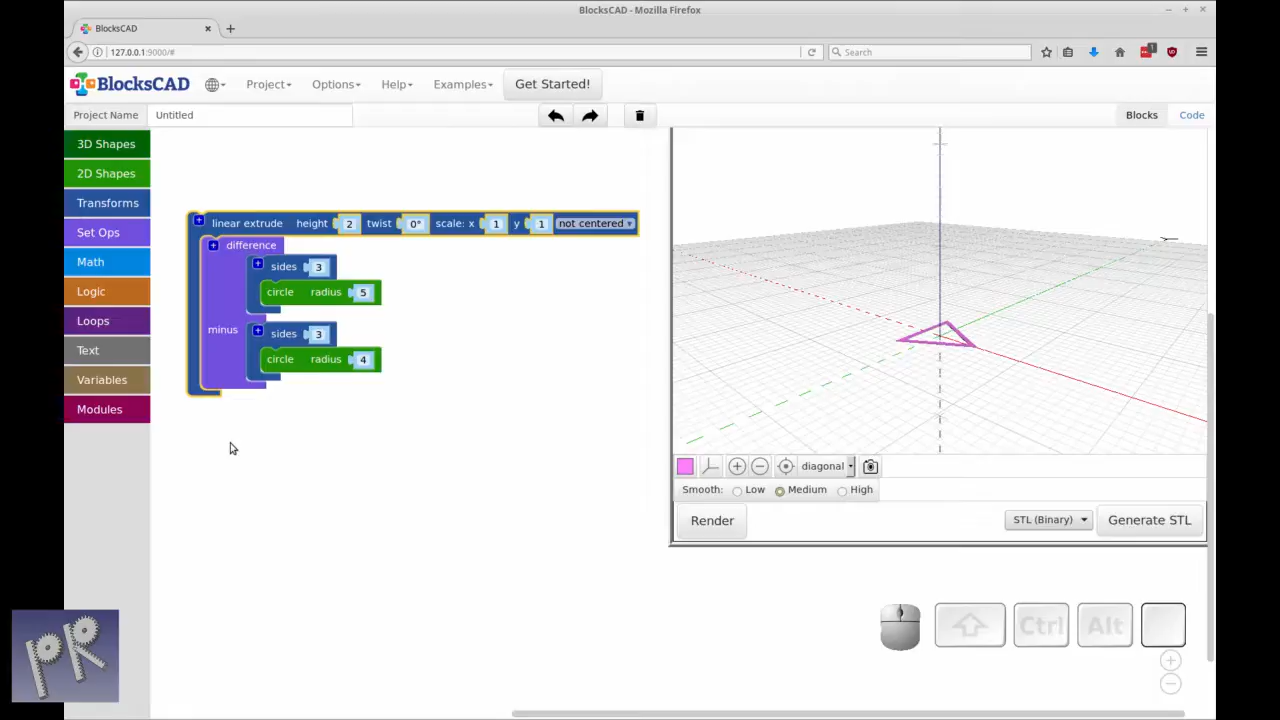 BlocksCAD - Mozilla Firefox
BlocksCAD
127.0.0.1:9000/#
Search
1
BlocksCAD
Project
Options
Help
Examples
Get Started!
Project Name
Untitled
Blocks
Code
3D Shapes
2D Shapes
Transforms
Set Ops
Math
Logic
Loops
Text
Variables
Modules
+ linear extrude height 2 twist 0° scale: x 1 y 1 not centered
+ difference
+ sides 3
circle radius 5
minus
+ sides 3
circle radius 4
diagonal
Smooth: Low Medium High
Render
STL (Binary)
Generate STL
Ctrl
Alt
PR